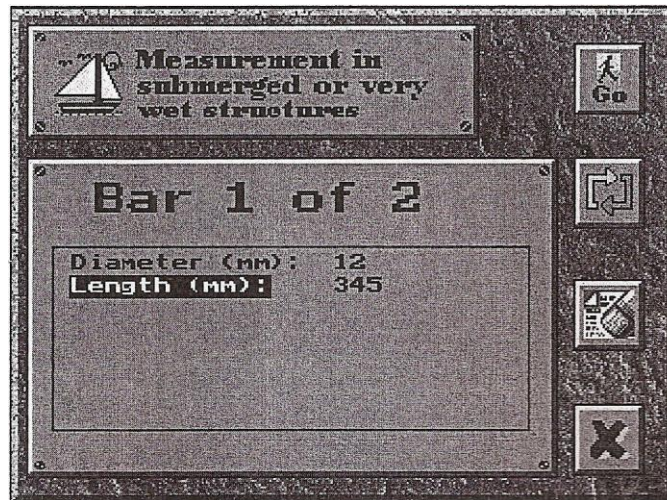 Measurement in
submerged or very
wet structures
Go
Bar 1 of 2
Diameter (mm): 12
Length (mm): 345